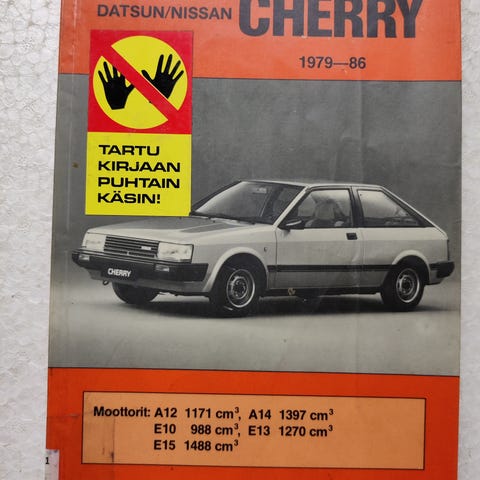 DATSUN/NISSAN CHERRY
1979—86
TARTU
KIRJAAN
PUHTAIN
KÄSIN!
CHERRY
Moottorit: A12 1171 cm³, A14 1397 cm³
E10 988 cm³, E13 1270 cm³
E15 1488 cm³
1